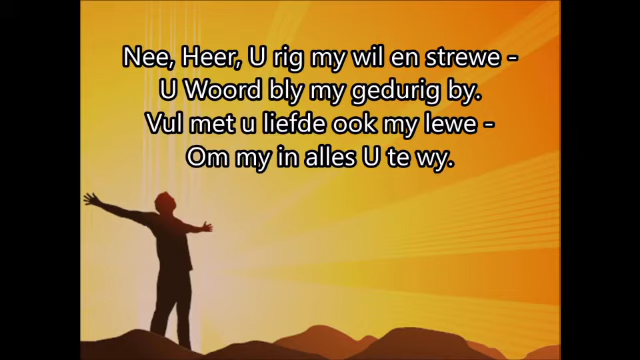 Nee, Heer, U rig my wil en strewe -
U Woord bly my gedurig by.
Vul met u liefde ook my lewe -
Om my in alles U te wy.